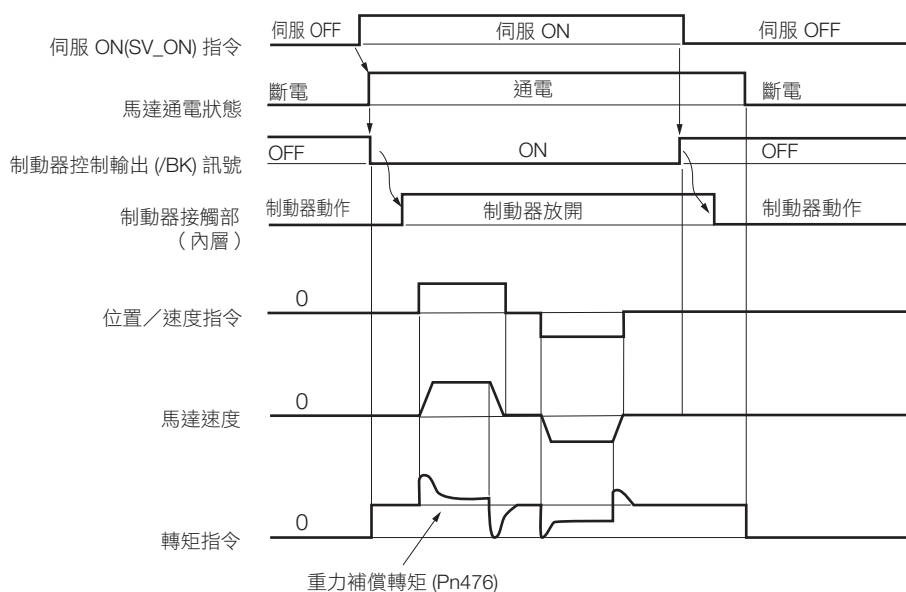 伺服 ON(SV_ON) 指令
伺服 OFF
伺服 ON
伺服 OFF
馬達通電狀態
斷電
通電
斷電
制動器控制輸出 (/BK) 訊號
OFF
ON
OFF
制動器接觸部
（內層）
制動器動作
制動器放開
制動器動作
位置／速度指令
0
馬達速度
0
轉矩指令
0
重力補償轉矩 (Pn476)